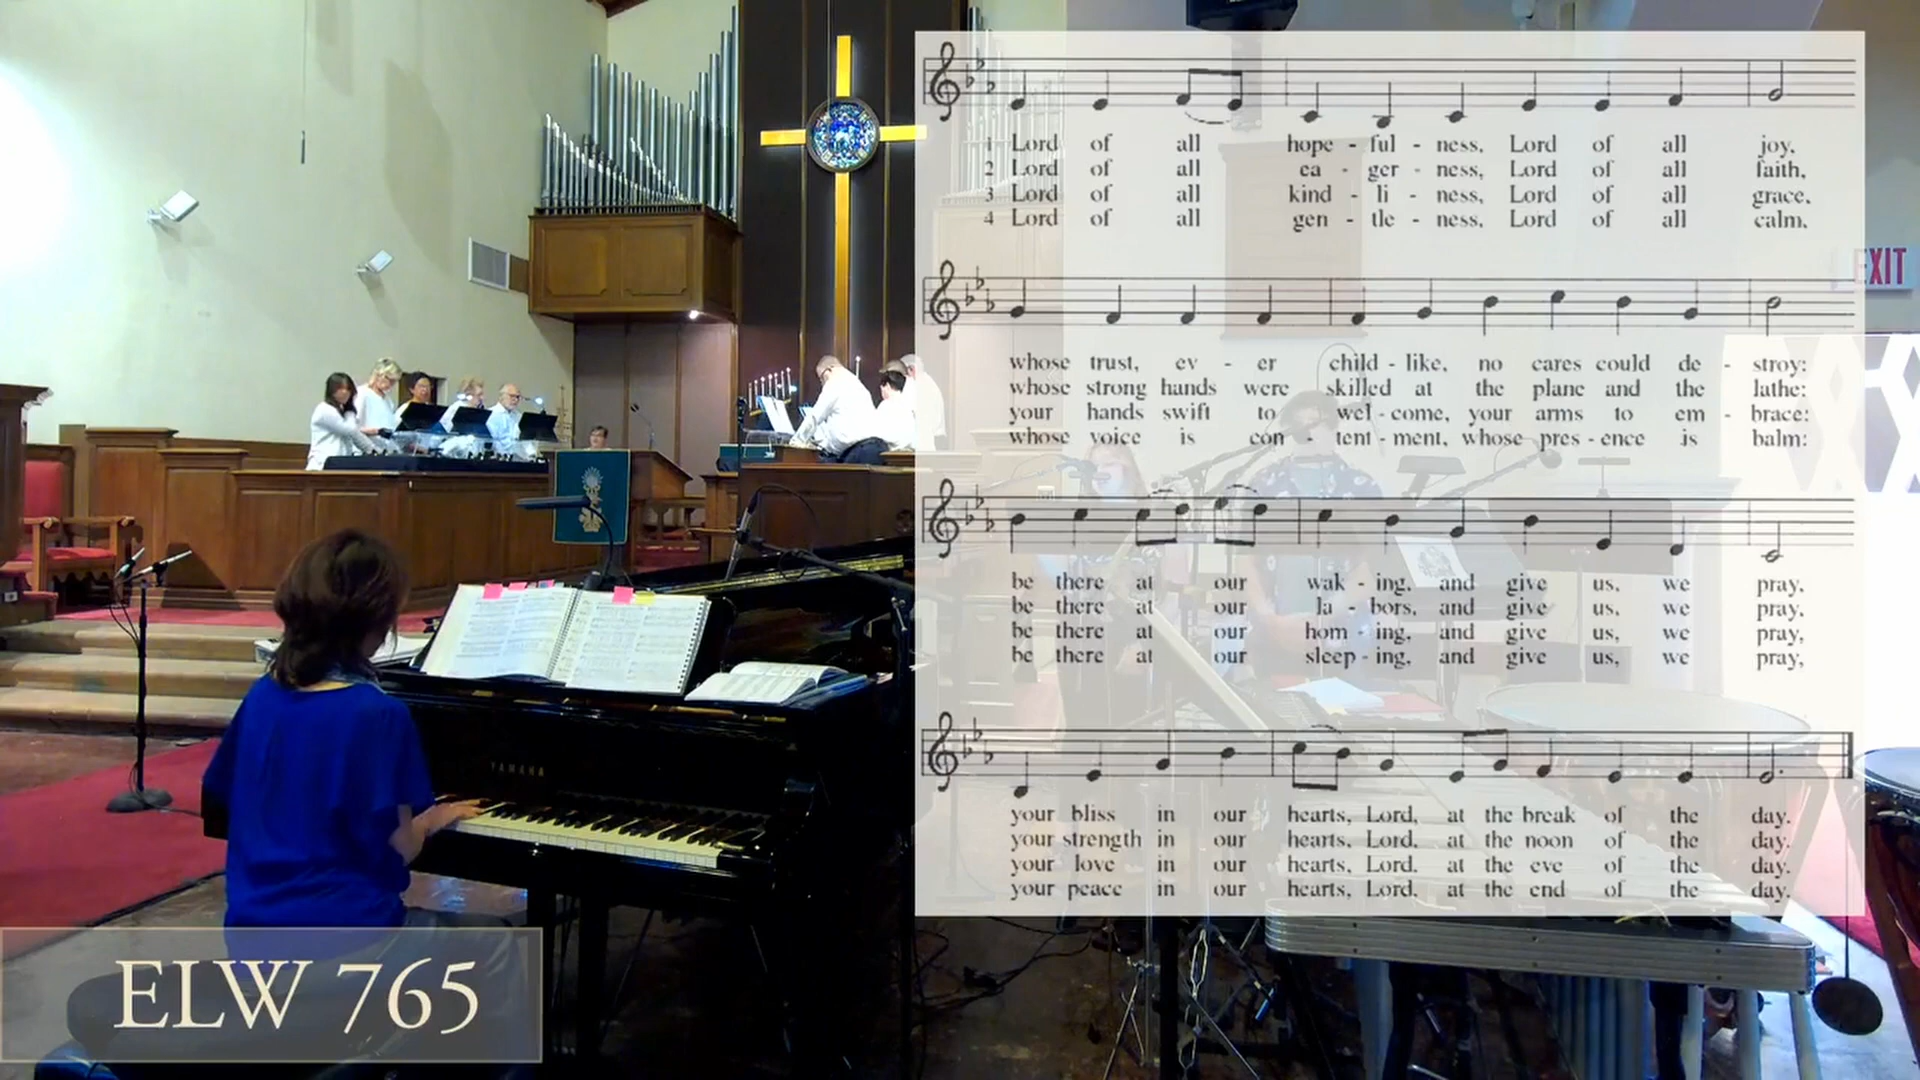 1 Lord of all hope - ful - ness, Lord of all joy,
2 Lord of all ea - ger - ness, Lord of all faith,
3 Lord of all kind - li - ness, Lord of all grace,
4 Lord of all gen - tle - ness, Lord of all calm,
whose trust, ev - er child - like, no cares could de - stroy:
whose strong hands were skilled at the plane and the lathe:
your hands swift to wel - come, your arms to em - brace:
whose voice is con - tent - ment, whose pres - ence is balm:
be there at our wak - ing, and give us, we pray,
be there at our la - bors, and give us, we pray,
be there at our hom - ing, and give us, we pray,
be there at our sleep - ing, and give us, we pray,
your bliss in our hearts, Lord, at the break of the day.
your strength in our hearts, Lord, at the noon of the day.
your love in our hearts, Lord, at the eve of the day.
your peace in our hearts, Lord, at the end of the day.
EXIT
YAMAHA
ELW 765